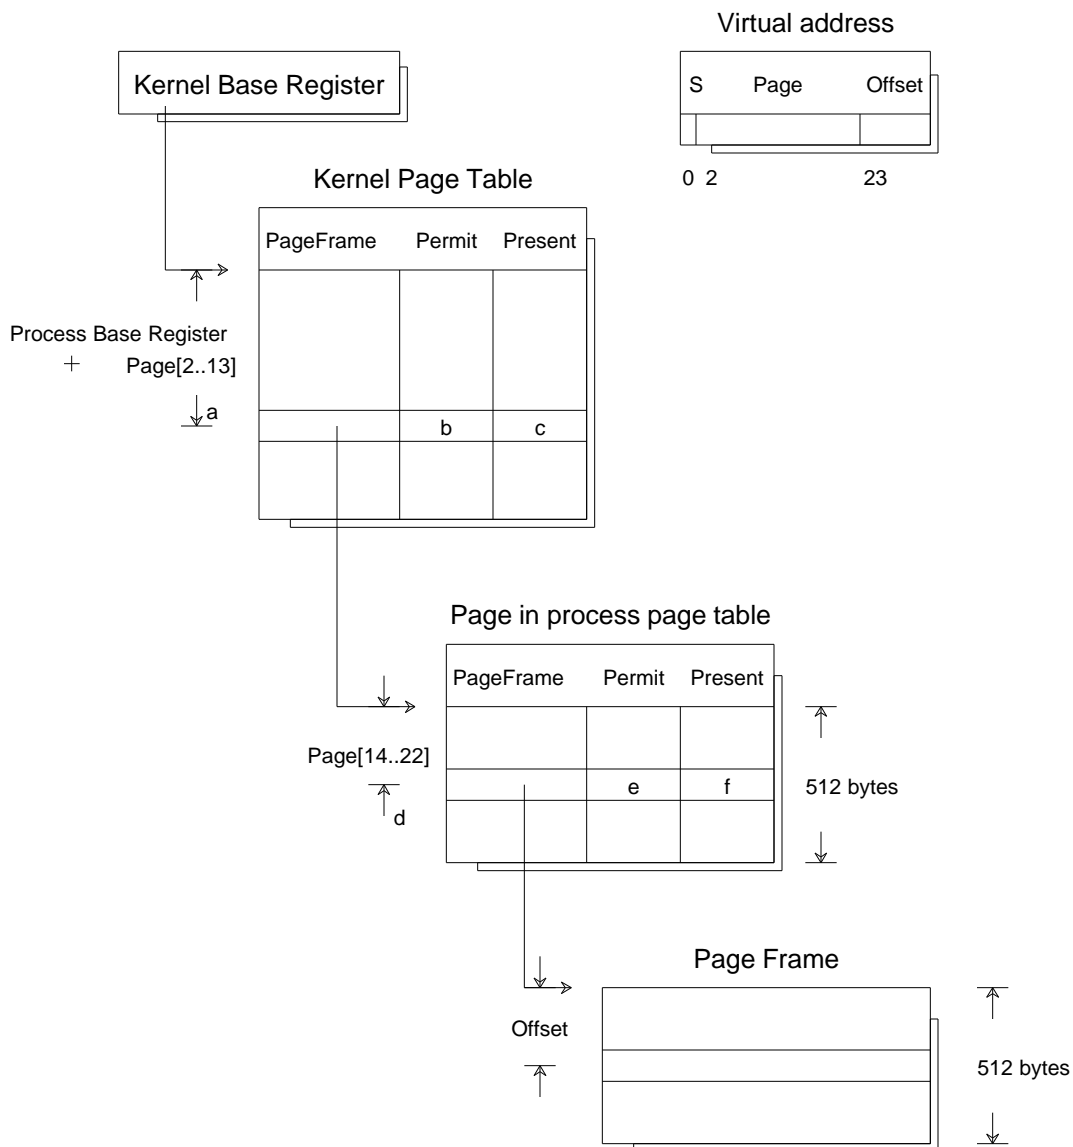 Virtual address
Kernel Base Register
S Page Offset
0 2 23
Kernel Page Table
PageFrame Permit Present
Process Base Register
+ Page[2..13]
a
b c
Page in process page table
PageFrame Permit Present
Page[14..22]
e f 512 bytes
d
Page Frame
Offset
512 bytes